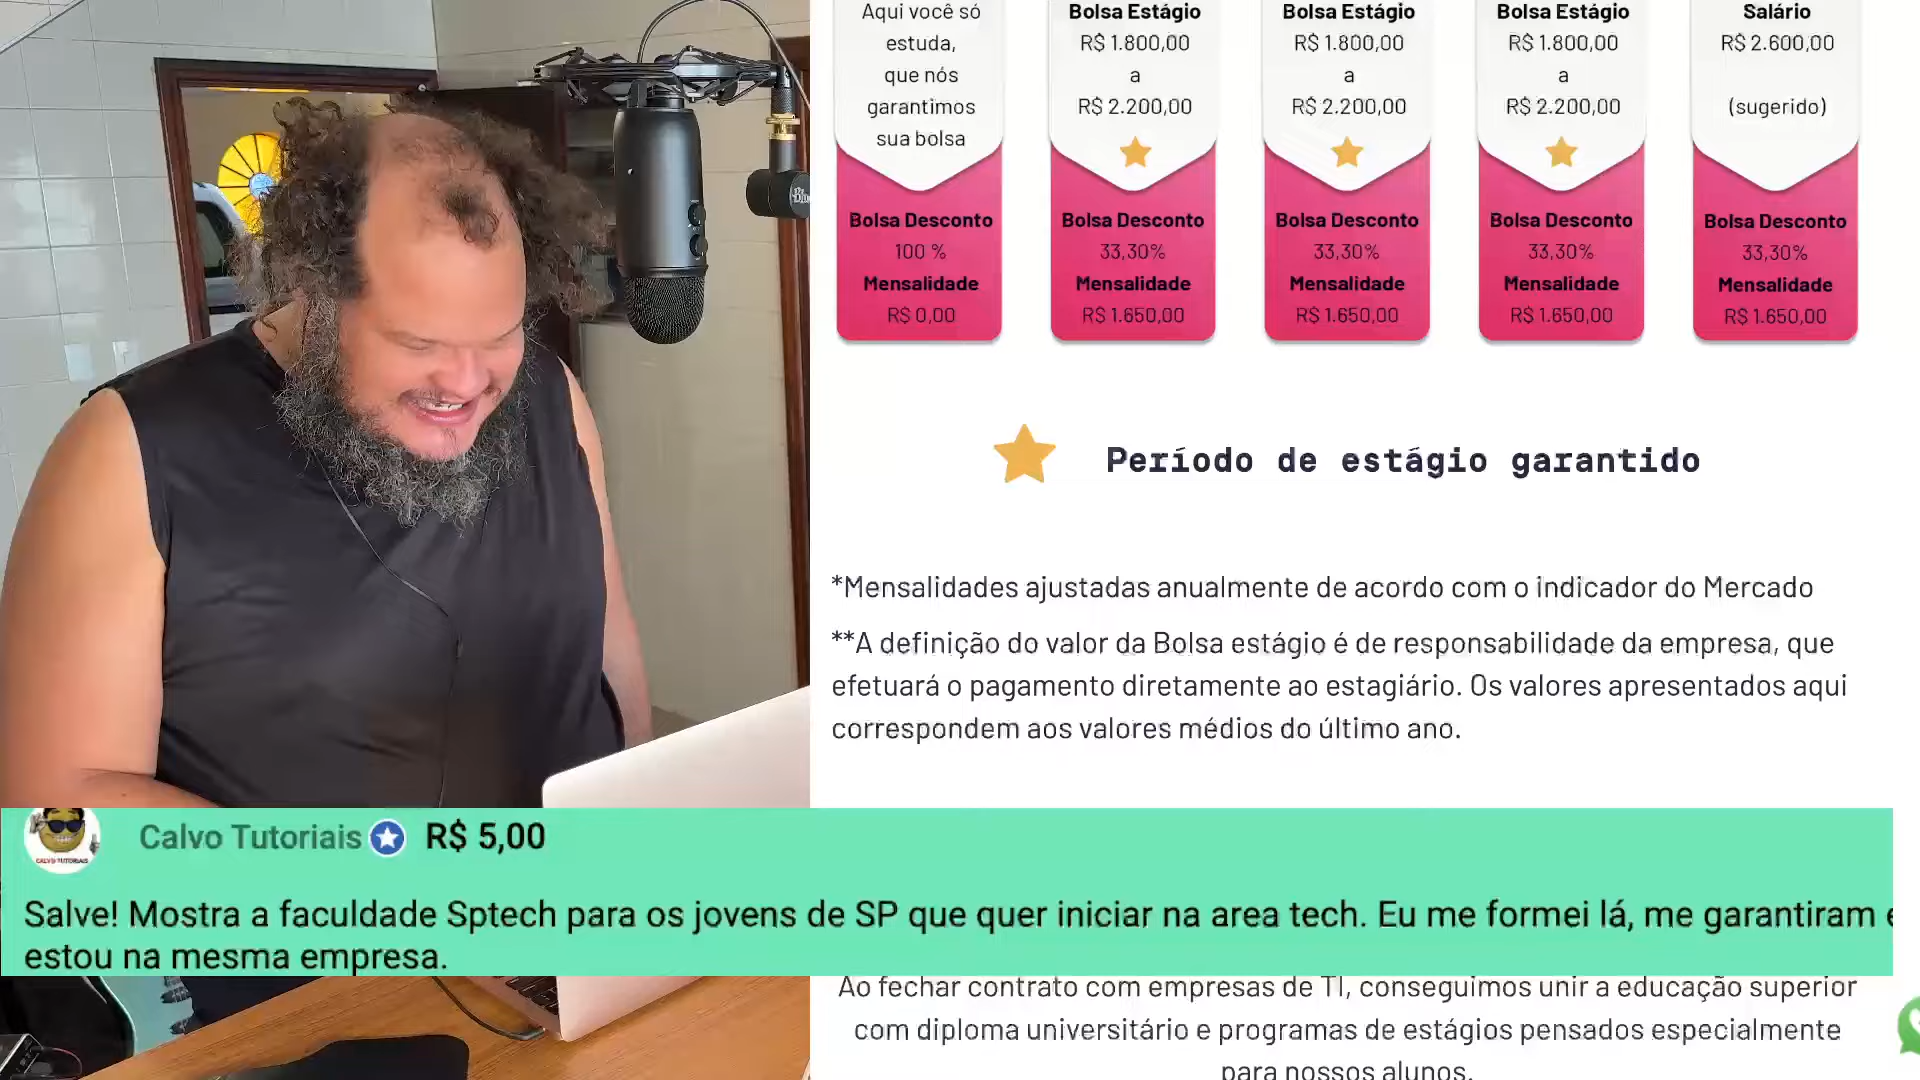 Aqui você só
estuda,
que nós
garantimos
sua bolsa
Bolsa Desconto
100 %
Mensalidade
R$ 0,00
Bolsa Estágio
R$ 1.800,00
a
R$ 2.200,00
Bolsa Desconto
33,30%
Mensalidade
R$ 1.650,00
Bolsa Estágio
R$ 1.800,00
a
R$ 2.200,00
Bolsa Desconto
33,30%
Mensalidade
R$ 1.650,00
Bolsa Estágio
R$ 1.800,00
a
R$ 2.200,00
Bolsa Desconto
33,30%
Mensalidade
R$ 1.650,00
Salário
R$ 2.600,00
(sugerido)
Bolsa Desconto
33,30%
Mensalidade
R$ 1.650,00
Período de estágio garantido
*Mensalidades ajustadas anualmente de acordo com o indicador do Mercado
**A definição do valor da Bolsa estágio é de responsabilidade da empresa, que
efetuará o pagamento diretamente ao estagiário. Os valores apresentados aqui
correspondem aos valores médios do último ano.
CALVO TUTORIAIS
Calvo Tutoriais R$ 5,00
Salve! Mostra a faculdade Sptech para os jovens de SP que quer iniciar na area tech. Eu me formei lá, me garantiram e
estou na mesma empresa.
Ao fechar contrato com empresas de TI, conseguimos unir a educação superior
com diploma universitário e programas de estágios pensados especialmente
para nossos alunos.